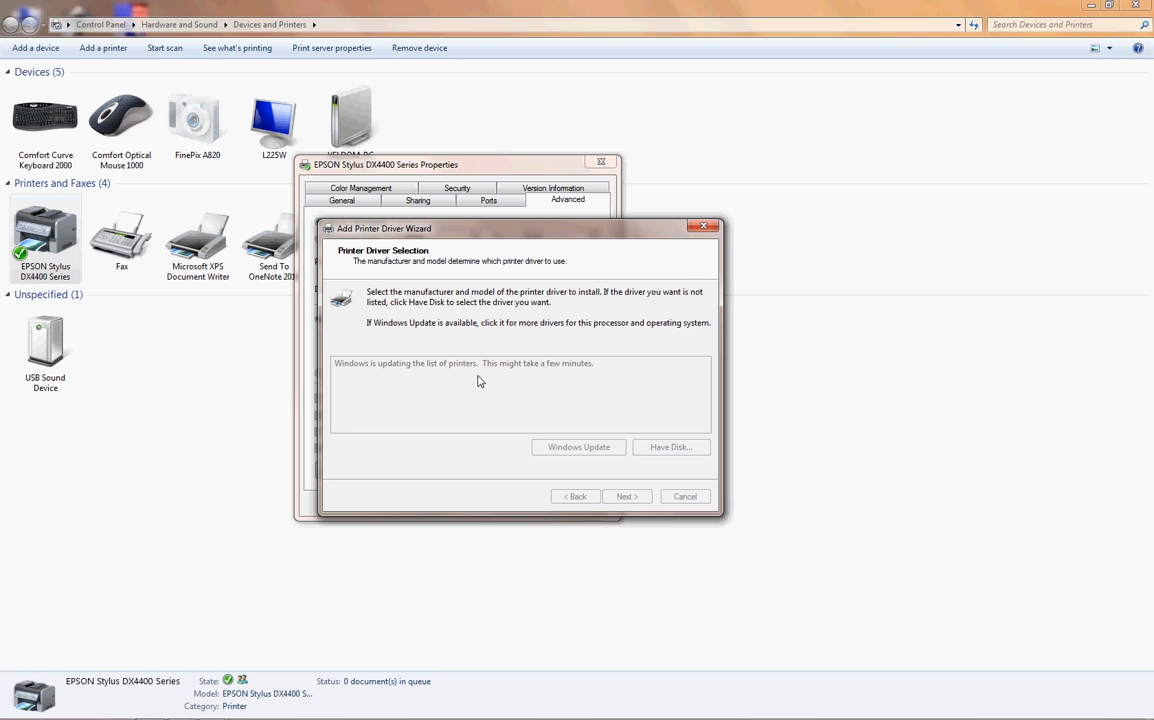 Control Panel
Hardware and Sound
Devices and Printers
Search Devices and Printers
Add a device
Add a printer
Start scan
See what's printing
Print server properties
Remove device
Devices (5)
Comfort Curve
Keyboard 2000
Comfort Optical
Mouse 1000
FinePix A820
L225W
EPSON Stylus DX4400 Series Properties
Color Management
Security
Version Information
General
Sharing
Ports
Advanced
Printers and Faxes (4)
EPSON Stylus
DX4400 Series
Fax
Microsoft XPS
Document Writer
Send To
OneNote 20
Unspecified (1)
USB Sound
Device
Add Printer Driver Wizard
Printer Driver Selection
The manufacturer and model determine which printer driver to use.
Select the manufacturer and model of the printer driver to install. If the driver you want is not
listed, click Have Disk to select the driver you want.
If Windows Update is available, click it for more drivers for this processor and operating system.
Windows is updating the list of printers. This might take a few minutes.
Windows Update
Have Disk...
< Back
Next >
Cancel
EPSON Stylus DX4400 Series
State:
Status: 0 document(s) in queue
Model: EPSON Stylus DX4400 S...
Category: Printer